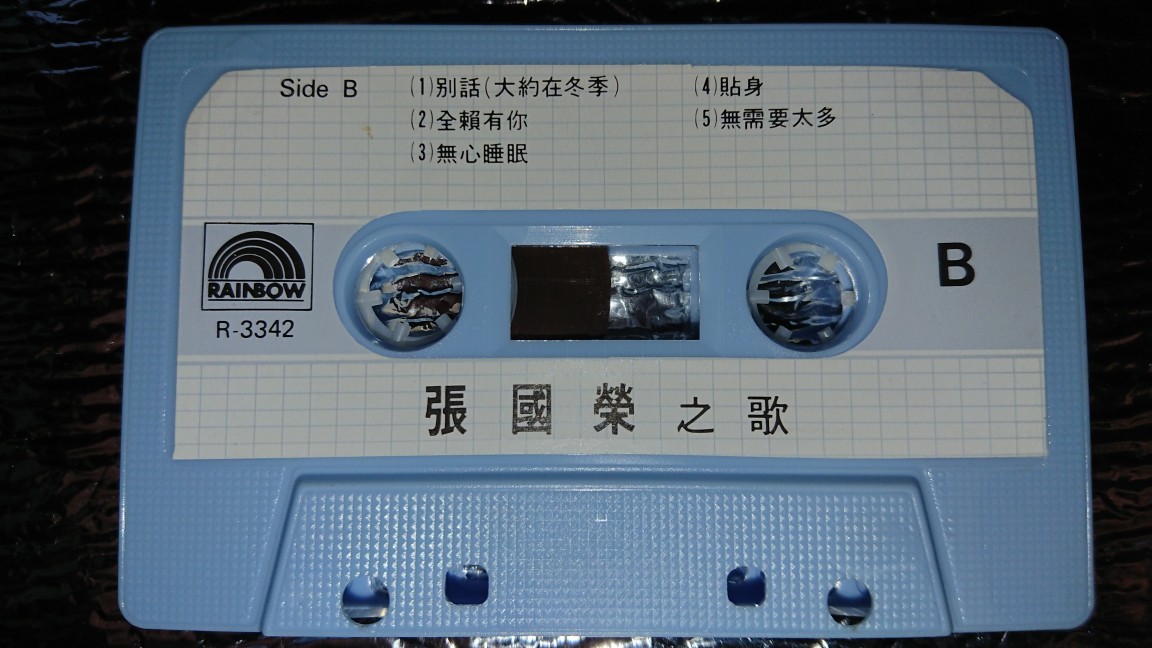 Side B
(1)別話(大約在冬季)
(2)全賴有你
(3)無心睡眠
(4)貼身
(5)無需要太多
RAINBOW
R-3342
B
張國榮之歌